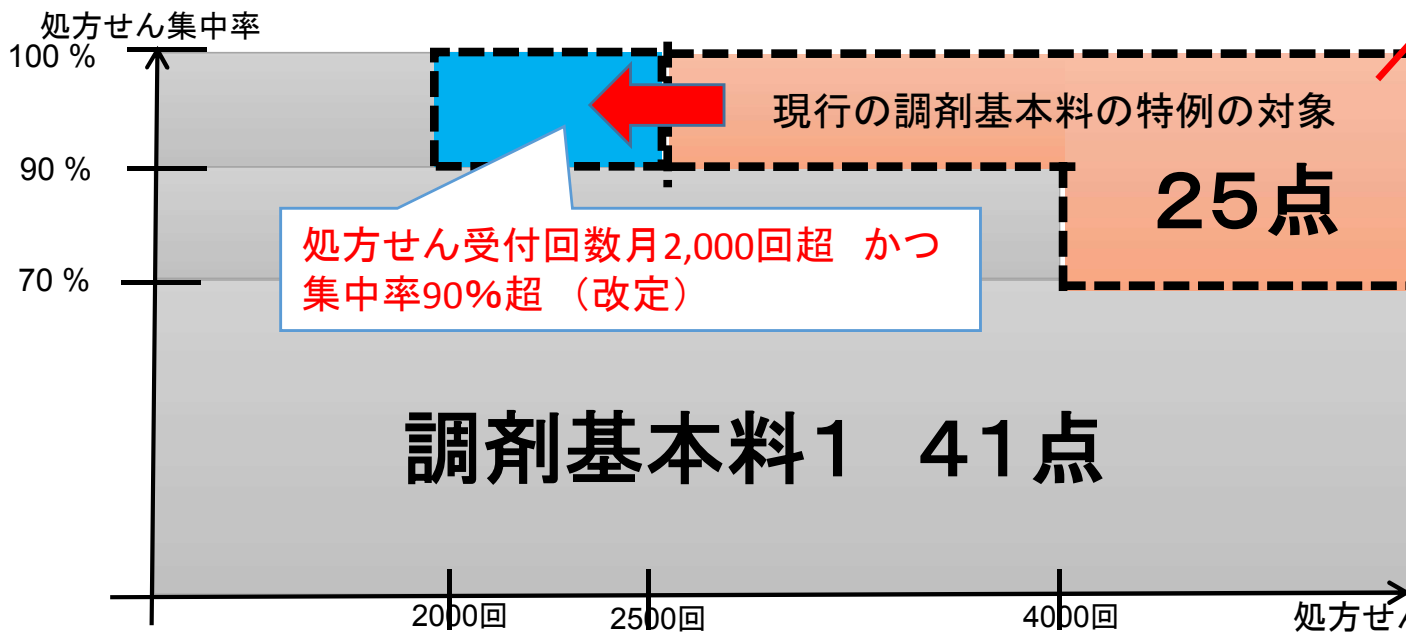 処方せん集中率
100 %
現行の調剤基本料の特例の対象
90 %
25点
処方せん受付回数月2,000回超 かつ
集中率90%超 （改定）
70 %
調剤基本料1 41点
2000回
2500回
4000回
処方せん